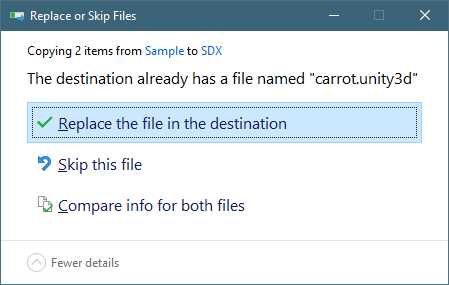 Replace or Skip Files
Copying 2 items from Sample to SDX
The destination already has a file named "carrot.unity3d"
Replace the file in the destination
Skip this file
Compare info for both files
Fewer details